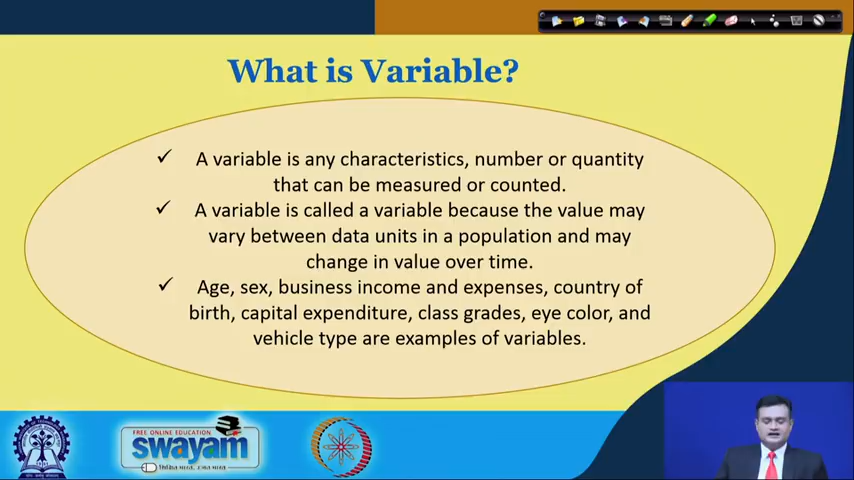 What is Variable?
✓ A variable is any characteristics, number or quantity
that can be measured or counted.
✓ A variable is called a variable because the value may
vary between data units in a population and may
change in value over time.
✓ Age, sex, business income and expenses, country of
birth, capital expenditure, class grades, eye color, and
vehicle type are examples of variables.
FREE ONLINE EDUCATION
swayam